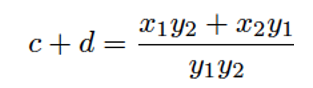 c + d = \frac{x_1y_2 + x_2y_1}{y_1y_2}